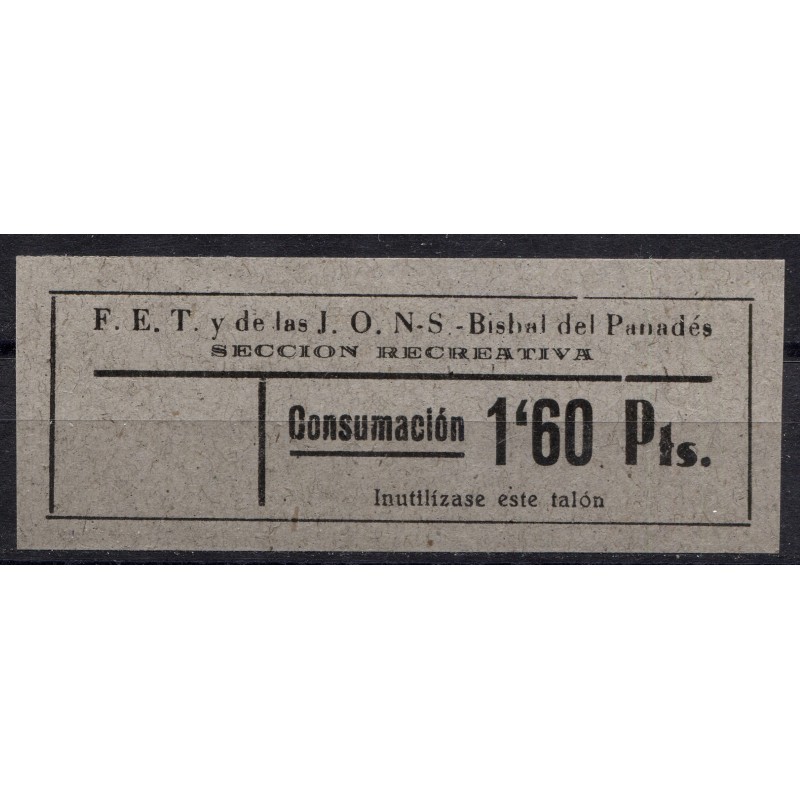 F. E. T. y de las J. O. N-S.-Bisbal del Panadés
SECCION RECREATIVA
Consumación 1'60 Pts.
Inutilízase este talón